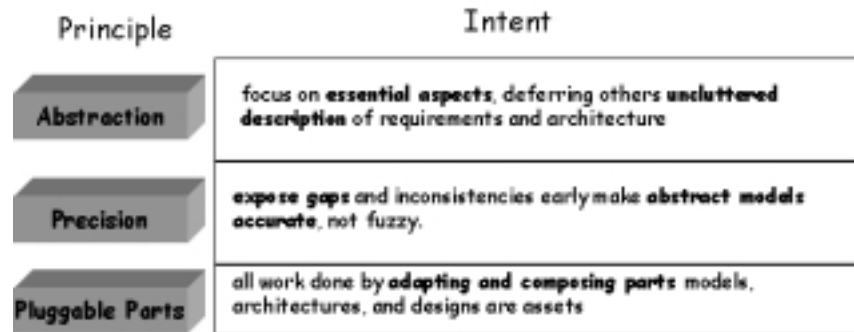 Principle
Intent
Abstraction
focus on essential aspects, deferring others uncluttered
description of requirements and architecture
Precision
expose gaps and inconsistencies early make abstract models
accurate, not fuzzy.
Pluggable Parts
all work done by adapting and composing parts models,
architectures, and designs are assets